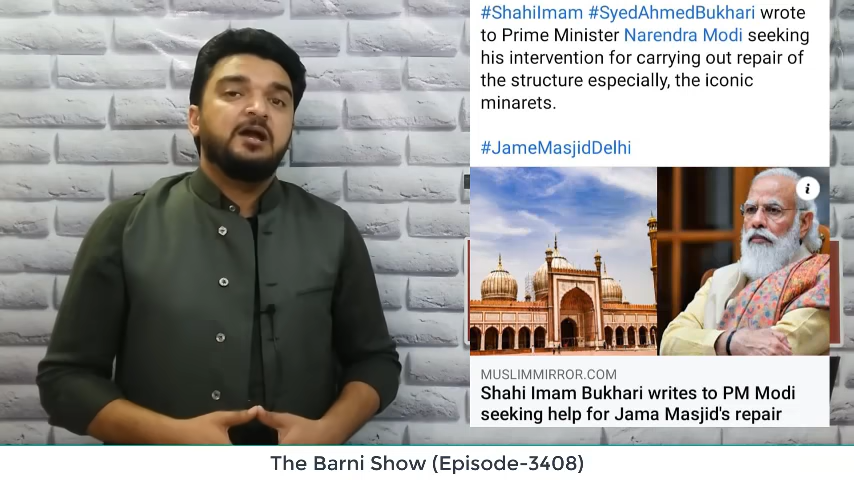 #ShahiImam #SyedAhmedBukhari wrote
to Prime Minister Narendra Modi seeking
his intervention for carrying out repair of
the structure especially, the iconic
minarets.
#JameMasjidDelhi
i
MUSLIMMIRROR.COM
Shahi Imam Bukhari writes to PM Modi
seeking help for Jama Masjid's repair
The Barni Show (Episode-3408)